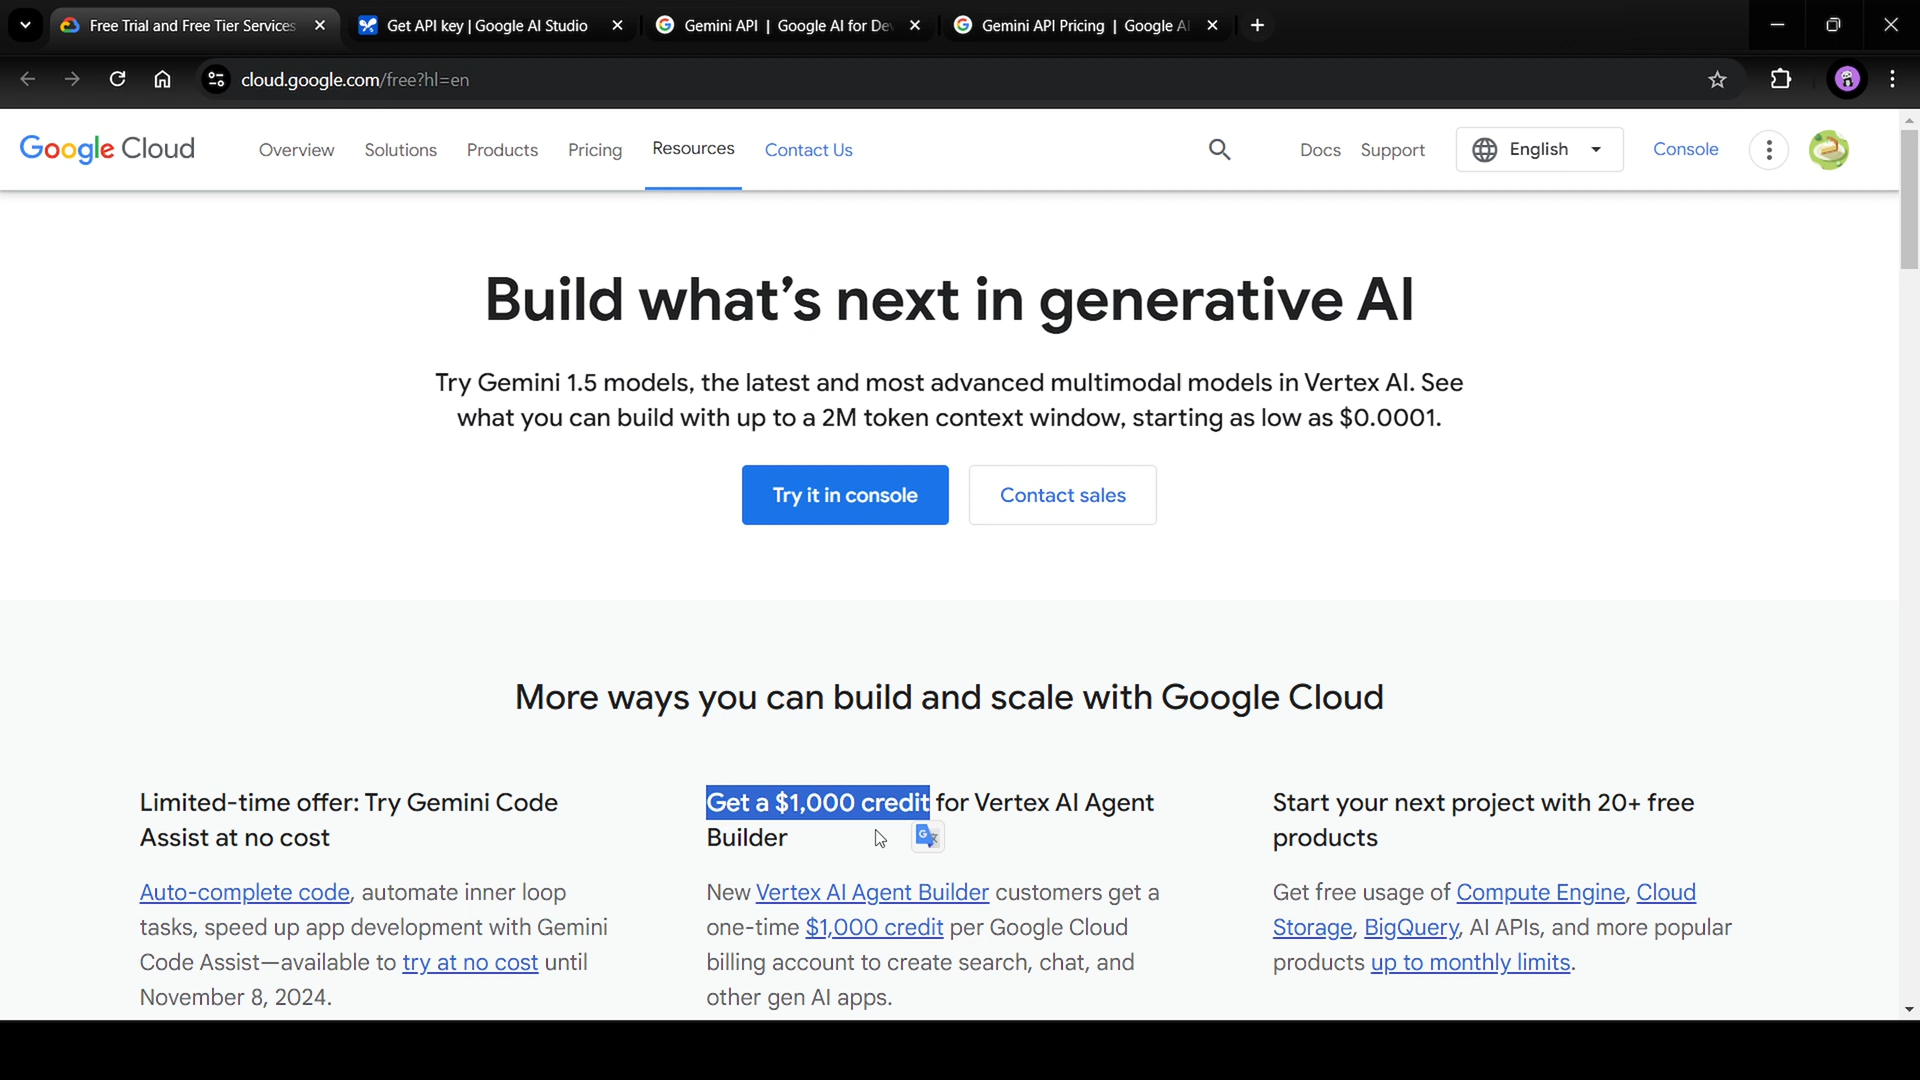 Free Trial and Free Tier Services
Get API key | Google AI Studio
Gemini API | Google AI for De
Gemini API Pricing | Google A
cloud.google.com/free?hl=en
Google Cloud
Overview
Solutions
Products
Pricing
Resources
Contact Us
Docs
Support
English
Console
Build what’s next in generative AI
Try Gemini 1.5 models, the latest and most advanced multimodal models in Vertex AI. See
what you can build with up to a 2M token context window, starting as low as $0.0001.
Try it in console
Contact sales
More ways you can build and scale with Google Cloud
Limited-time offer: Try Gemini Code
Assist at no cost
Auto-complete code, automate inner loop
tasks, speed up app development with Gemini
Code Assist—available to try at no cost until
November 8, 2024.
Get a $1,000 credit for Vertex AI Agent
Builder
New Vertex AI Agent Builder customers get a
one-time $1,000 credit per Google Cloud
billing account to create search, chat, and
other gen AI apps.
Start your next project with 20+ free
products
Get free usage of Compute Engine, Cloud
Storage, BigQuery, AI APIs, and more popular
products up to monthly limits.